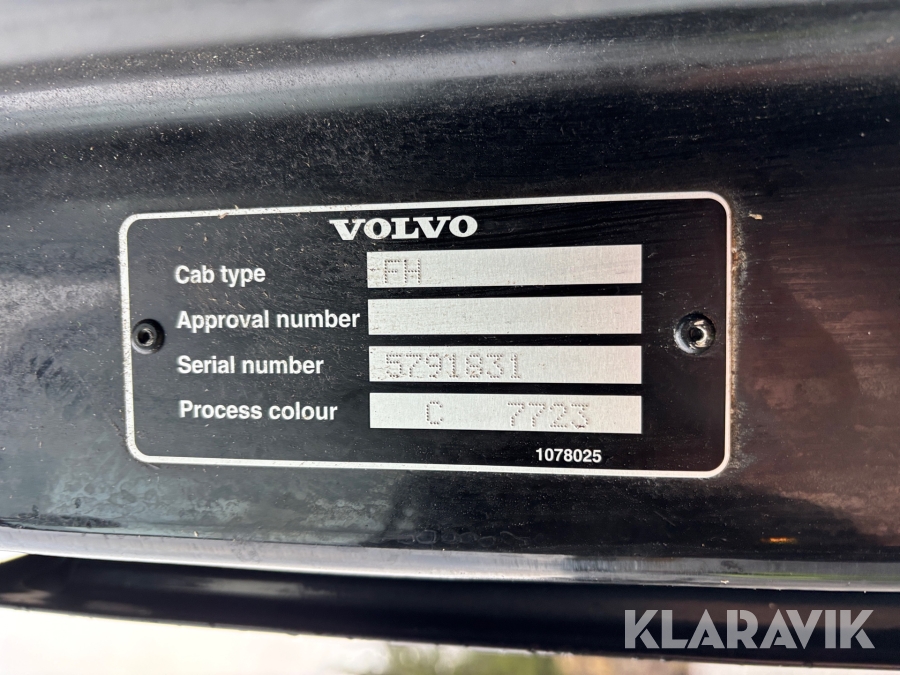 VOLVO
Cab type FH
Approval number
Serial number 5791831
Process colour C 7723
1078025
KLARAVIK